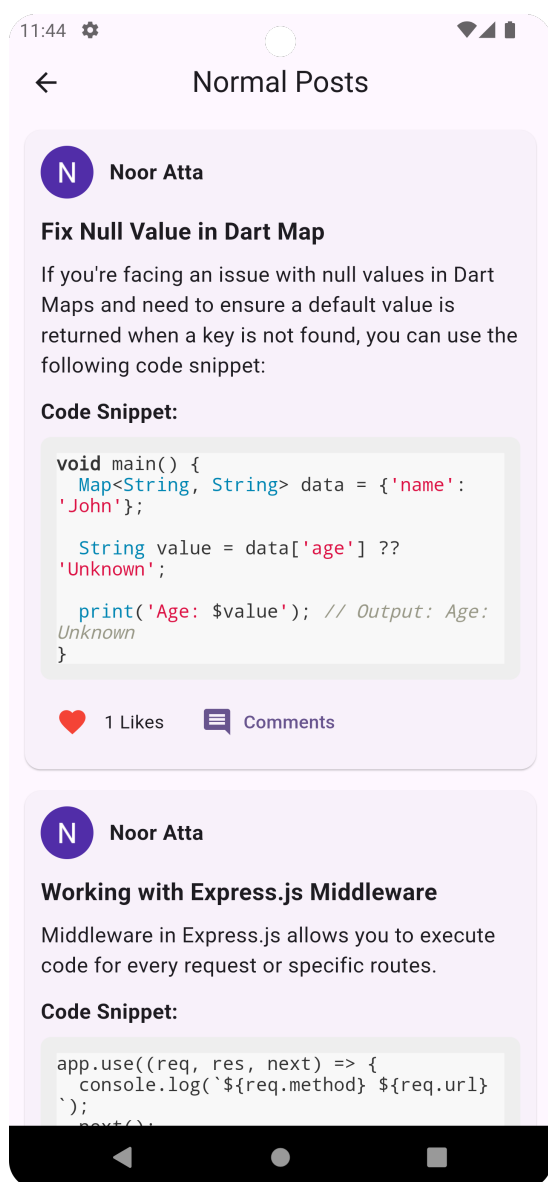 11:44
Normal Posts
N Noor Atta
Fix Null Value in Dart Map
If you're facing an issue with null values in Dart
Maps and need to ensure a default value is
returned when a key is not found, you can use the
following code snippet:
Code Snippet:
void main() {
  Map<String, String> data = {'name':
'John'};
  String value = data['age'] ??
'Unknown';
  print('Age: $value'); // Output: Age:
Unknown
}
1 Likes Comments
N Noor Atta
Working with Express.js Middleware
Middleware in Express.js allows you to execute
code for every request or specific routes.
Code Snippet:
app.use((req, res, next) => {
  console.log(`${req.method} ${req.url}
`);
  next();